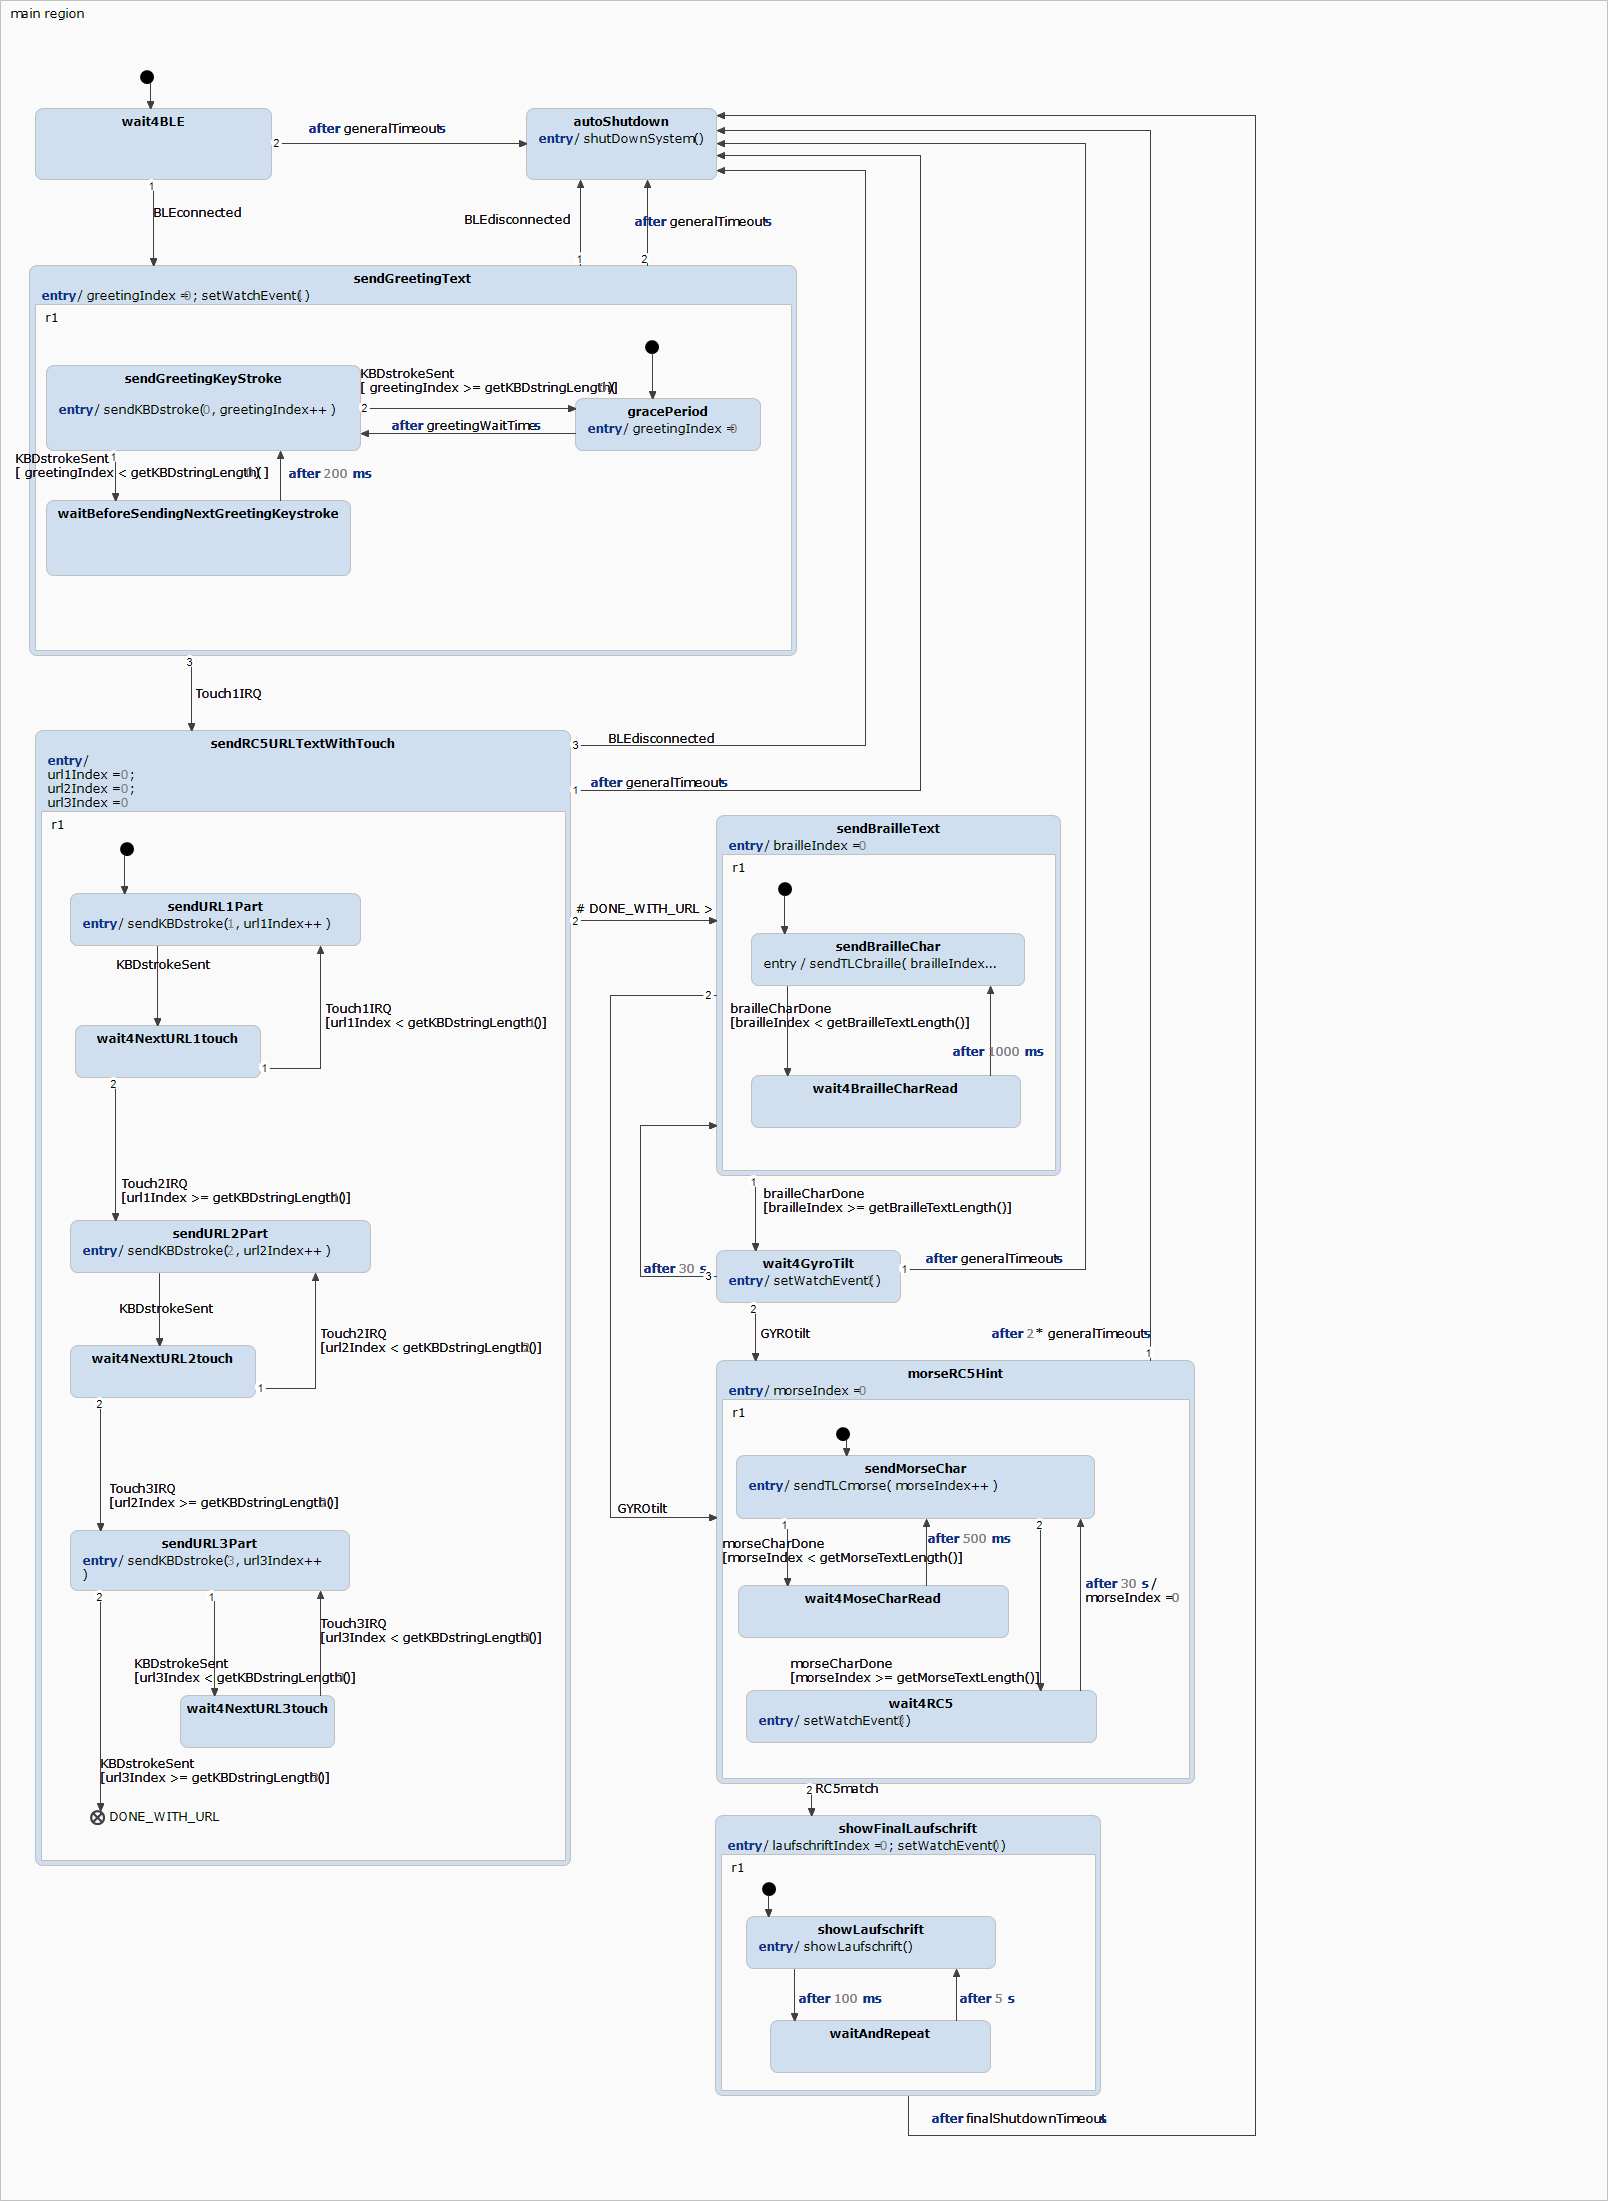 main region
wait4BLE
2
after generalTimeout s
autoShutdown
entry / shutDownSystem()
1
BLEconnected
BLEdisconnected
after generalTimeout s
1
2
sendGreetingText
entry / greetingIndex = 0 ; setWatchEvent( )
r1
sendGreetingKeyStroke
entry / sendKBDstroke( 0 , greetingIndex++ )
KBDstrokeSent
[ greetingIndex >= getKBDstringLength( ) ]
2
after greetingWaitTime s
gracePeriod
entry / greetingIndex = 0
KBDstrokeSent
1
[ greetingIndex < getKBDstringLength( ) ]
after 200 ms
waitBeforeSendingNextGreetingKeystroke
3
Touch1IRQ
sendRC5URLTextWithTouch
entry /
url1Index = 0 ;
url2Index = 0 ;
url3Index = 0
3
BLEdisconnected
1
after generalTimeout s
r1
sendURL1Part
entry / sendKBDstroke( 1 , url1Index++ )
KBDstrokeSent
Touch1IRQ
[url1Index < getKBDstringLength( )]
wait4NextURL1touch
1
2
Touch2IRQ
[url1Index >= getKBDstringLength( )]
sendURL2Part
entry / sendKBDstroke( 2 , url2Index++ )
KBDstrokeSent
Touch2IRQ
[url2Index < getKBDstringLength( )]
wait4NextURL2touch
1
2
Touch3IRQ
[url2Index >= getKBDstringLength( )]
sendURL3Part
entry / sendKBDstroke( 3 , url3Index++
)
2
1
Touch3IRQ
[url3Index < getKBDstringLength( )]
KBDstrokeSent
[url3Index < getKBDstringLength( )]
wait4NextURL3touch
KBDstrokeSent
[url3Index >= getKBDstringLength( )]
DONE_WITH_URL
# DONE_WITH_URL >
2
sendBrailleText
entry / brailleIndex = 0
r1
sendBrailleChar
entry / sendTLCbraille( brailleIndex...
2
brailleCharDone
[brailleIndex < getBrailleTextLength()]
after 1000 ms
wait4BrailleCharRead
1
brailleCharDone
[brailleIndex >= getBrailleTextLength()]
after 30 s
3
wait4GyroTilt
entry / setWatchEvent( )
1
after generalTimeout s
2
GYROtilt
after 2 * generalTimeout s
1
morseRC5Hint
entry / morseIndex = 0
r1
sendMorseChar
entry / sendTLCmorse( morseIndex++ )
GYROtilt
1
morseCharDone
[morseIndex < getMorseTextLength()]
after 500 ms
2
wait4MoseCharRead
after 30 s /
morseIndex = 0
morseCharDone
[morseIndex >= getMorseTextLength()]
wait4RC5
entry / setWatchEvent( )
2
RC5match
showFinalLaufschrift
entry / laufschriftIndex = 0 ; setWatchEvent( )
r1
showLaufschrift
entry / showLaufschrift()
after 100 ms
after 5 s
waitAndRepeat
after finalShutdownTimeout s